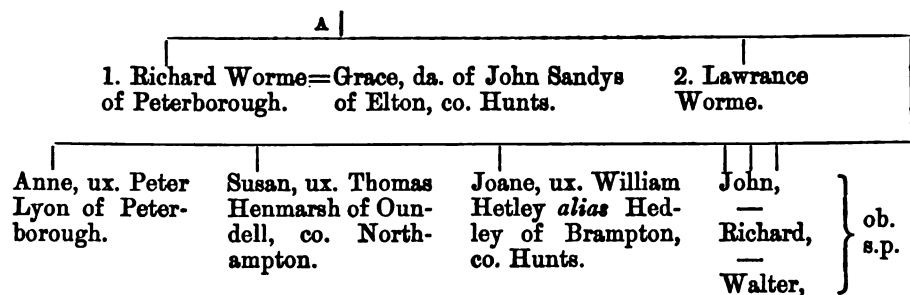 A
1. Richard Worme=Grace, da. of John Sandys
of Peterborough. of Elton, co. Hunts.
2. Lawrance
Worme.
Anne, ux. Peter
Lyon of Peter-
borough.
Susan, ux. Thomas
Henmarsh of Oun-
dell, co. North-
ampton.
Joane, ux. William
Hetley alias Hed-
ley of Brampton,
co. Hunts.
John,
—
Richard,
—
Walter,
ob.
s.p.